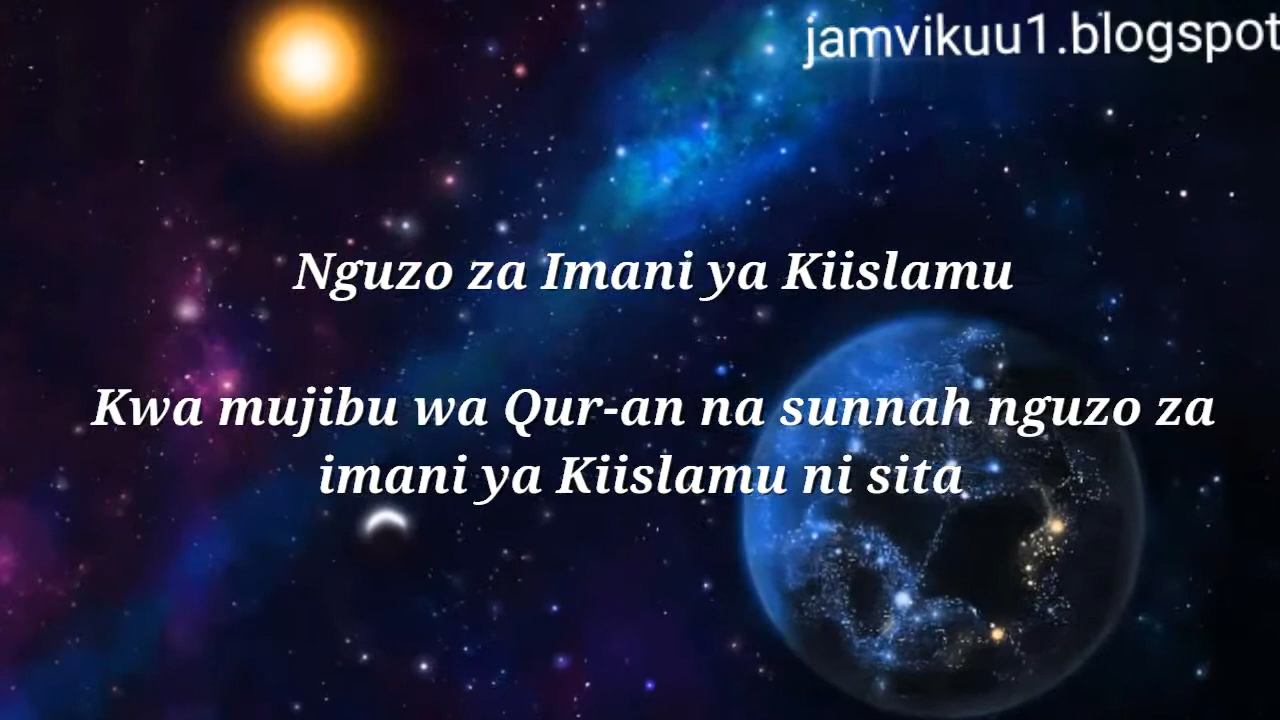 jamvikuu1.blogspot
Nguzo za Imani ya Kiislamu
Kwa mujibu wa Qur-an na sunnah nguzo za
imani ya Kiislamu ni sita